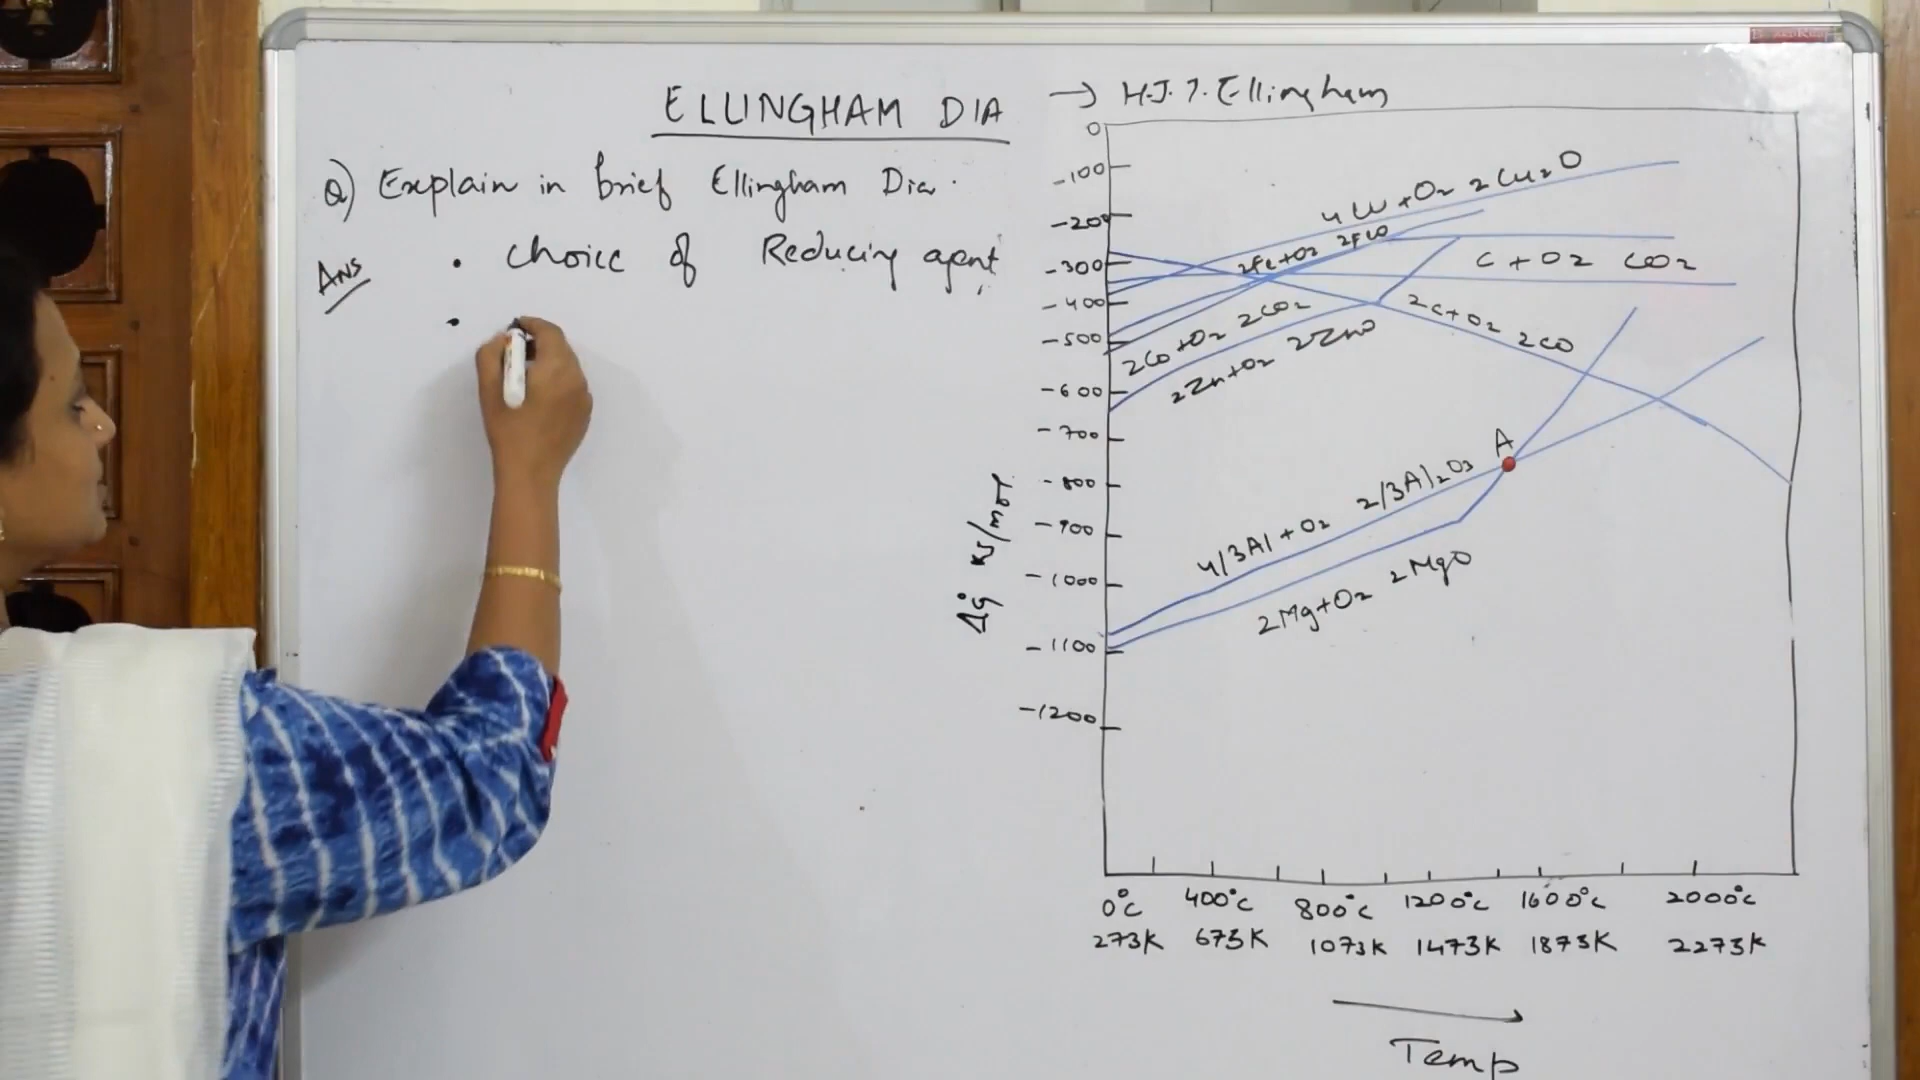 ELLINGHAM DIA → H.J.T. Ellingham
Q) Explain in brief Ellingham Dia.
Ans • Choice of Reducing agent,
•
0
-100
-200
-300
-400
-500
-600
-700
-800
-900
-1000
-1100
-1200
ΔG° KJ/mol
4Cu + O2 2Cu2O
2Fe+O2 2FeO
C + O2 CO2
2C+O2 2CO
2CO+O2 2CO2
2Zn+O2 2ZnO
A
4/3Al+O2 2/3Al2O3
2Mg+O2 2MgO
0°C 400°C 800°C 1200°C 1600°C 2000°C
273K 673K 1073K 1473K 1873K 2273K
Temp